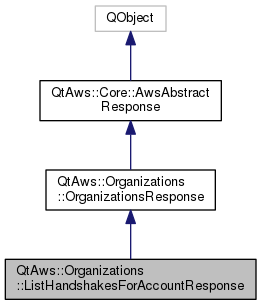 QObject
QtAws::Core::AwsAbstract
Response
QtAws::Organizations
::OrganizationsResponse
QtAws::Organizations
::ListHandshakesForAccountResponse